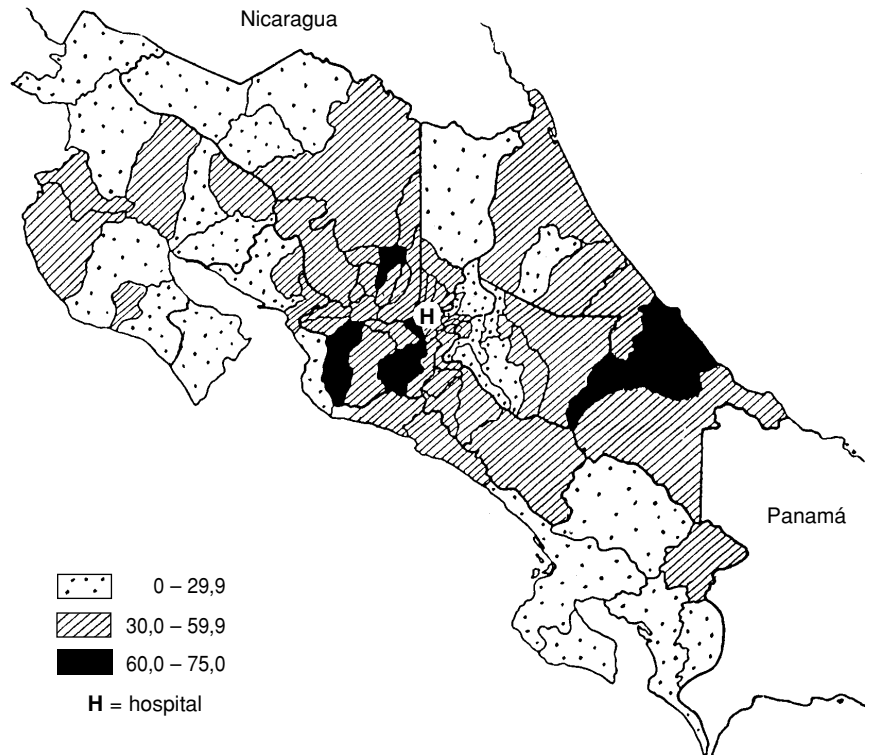 Nicaragua
H
Panamá
0 – 29,9
30,0 – 59,9
60,0 – 75,0
H = hospital